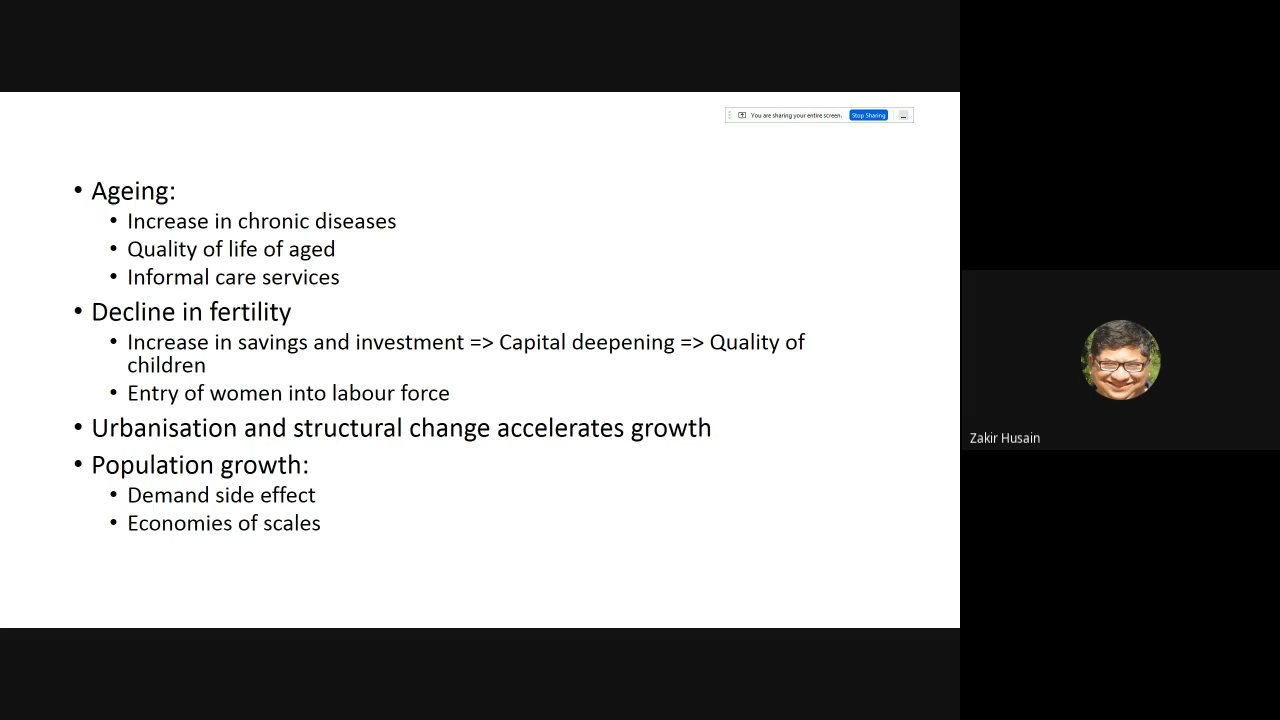 You are sharing your entire screen. Stop Sharing
• Ageing:
• Increase in chronic diseases
• Quality of life of aged
• Informal care services
• Decline in fertility
• Increase in savings and investment => Capital deepening => Quality of
children
• Entry of women into labour force
• Urbanisation and structural change accelerates growth
• Population growth:
• Demand side effect
• Economies of scales
Zakir Husain